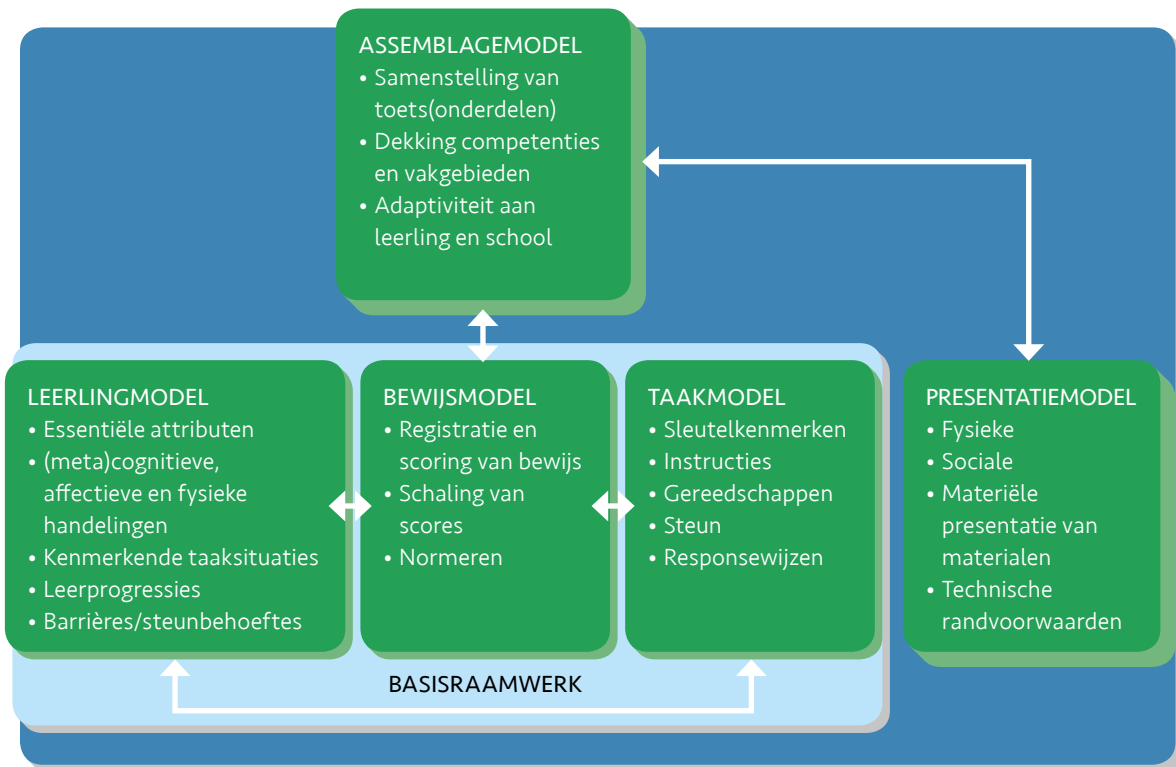 ASSEMBLAGEMODEL
• Samenstelling van
toets(onderdelen)
• Dekking competenties
en vakgebieden
• Adaptiviteit aan
leerling en school
LEERLINGMODEL
• Essentiële attributen
• (meta)cognitieve,
affectieve en fysieke
handelingen
• Kenmerkende taaksituaties
• Leerprogressies
• Barrières/steunbehoeftes
BEWIJSMODEL
• Registratie en
scoring van bewijs
• Schaling van
scores
• Normeren
TAAKMODEL
• Sleutelkenmerken
• Instructies
• Gereedschappen
• Steun
• Responsewijzen
PRESENTATIEMODEL
• Fysieke
• Sociale
• Materiële
presentatie van
materialen
• Technische
randvoorwaarden
BASISRAAMWERK